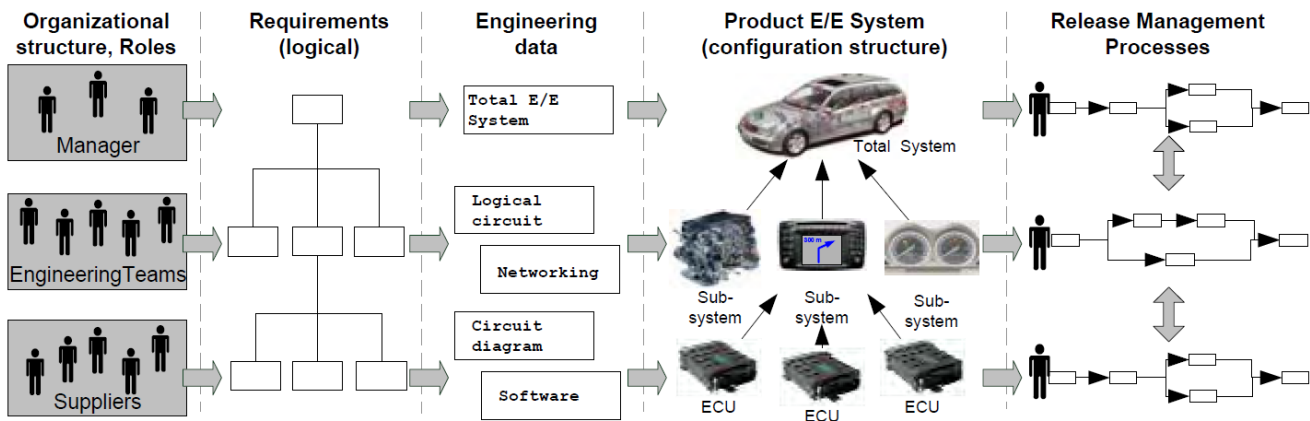 Organizational
structure, Roles
Requirements
(logical)
Engineering
data
Product E/E System
(configuration structure)
Release Management
Processes
Manager
Total E/E
System
Total System
EngineeringTeams
Logical
circuit
Networking
300 m
Sub-
system
Sub-
system
Sub-
system
Suppliers
Circuit
diagram
Software
ECU
ECU
ECU